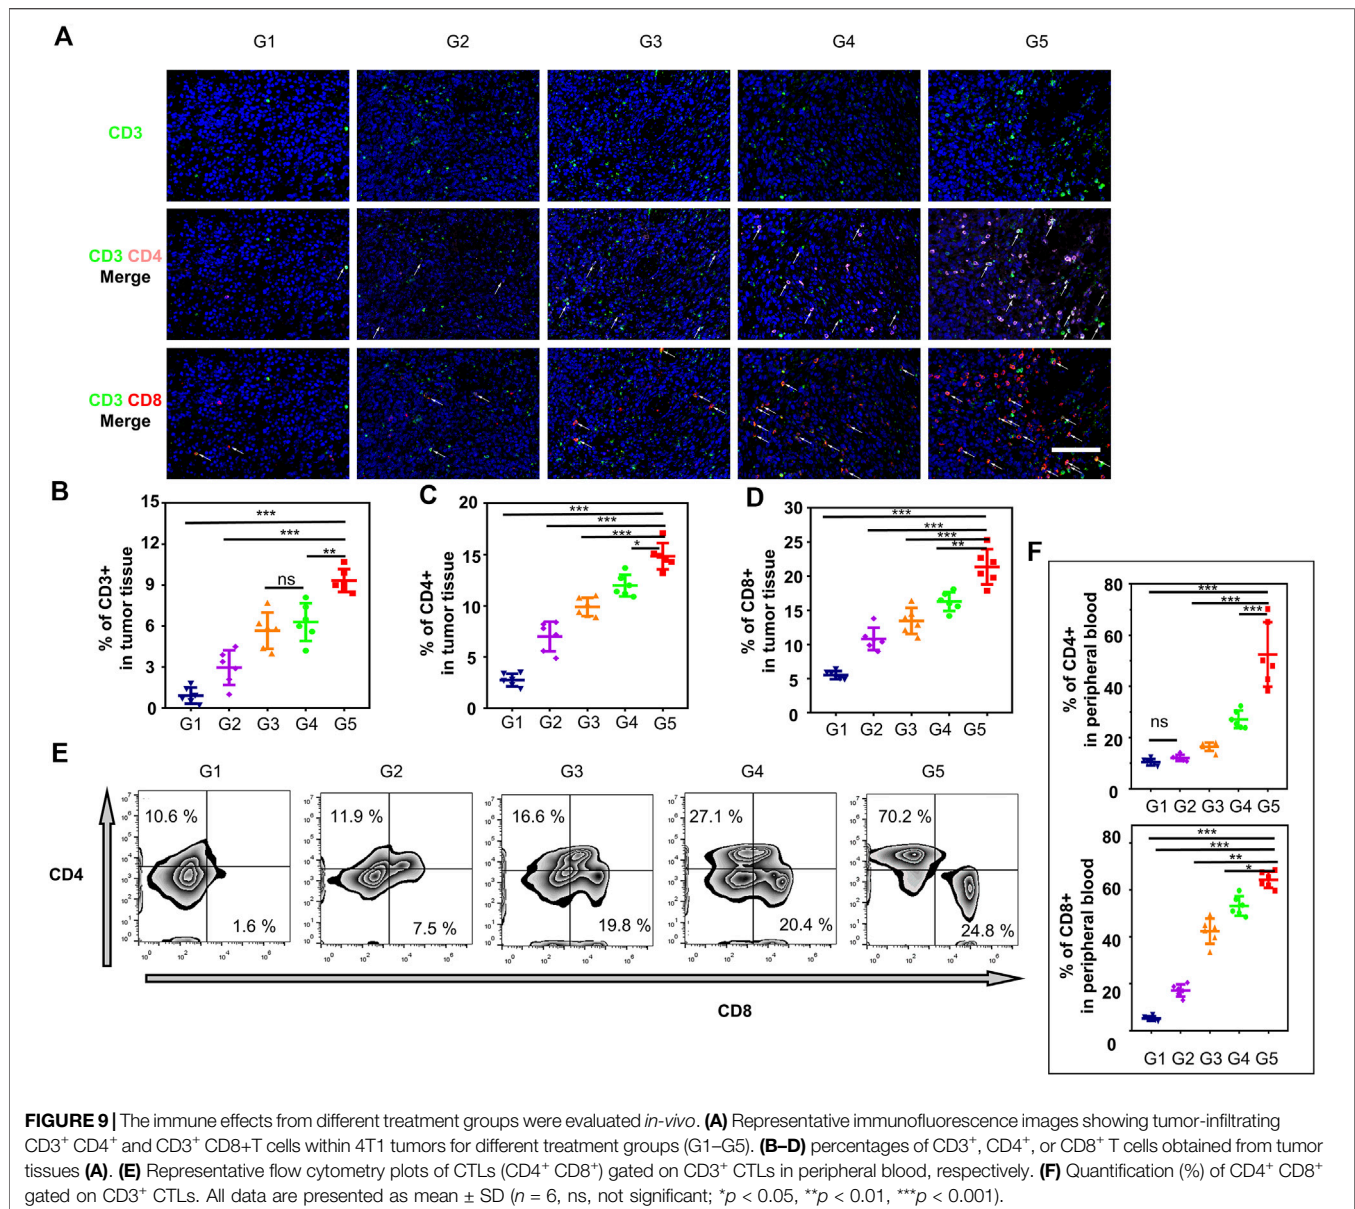 A
G1 G2 G3 G4 G5
CD3
CD3 CD4
Merge
CD3 CD8
Merge
B
% of CD3+
in tumor tissue
15
12
9
6
3
0
***
***
**
ns
G1 G2 G3 G4 G5
C
% of CD4+
in tumor tissue
20
15
10
5
0
***
***
***
*
G1 G2 G3 G4 G5
D
% of CD8+
in tumor tissue
30
25
20
15
10
5
0
***
***
***
**
G1 G2 G3 G4 G5
E
G1 G2 G3 G4 G5
CD4
10.6 %
1.6 %
11.9 %
7.5 %
16.6 %
19.8 %
27.1 %
20.4 %
70.2 %
24.8 %
CD8
F
% of CD4+
in peripheral blood
80
60
40
20
0
***
***
***
ns
G1 G2 G3 G4 G5
% of CD8+
in peripheral blood
80
60
40
20
0
***
***
**
*
G1 G2 G3 G4 G5
FIGURE 9 | The immune effects from different treatment groups were evaluated in-vivo. (A) Representative immunofluorescence images showing tumor-infiltrating
CD3⁺ CD4⁺ and CD3⁺ CD8+T cells within 4T1 tumors for different treatment groups (G1–G5). (B–D) percentages of CD3⁺, CD4⁺, or CD8⁺ T cells obtained from tumor
tissues (A). (E) Representative flow cytometry plots of CTLs (CD4⁺ CD8⁺) gated on CD3⁺ CTLs in peripheral blood, respectively. (F) Quantification (%) of CD4⁺ CD8⁺
gated on CD3⁺ CTLs. All data are presented as mean ± SD (n = 6, ns, not significant; *p < 0.05, **p < 0.01, ***p < 0.001).